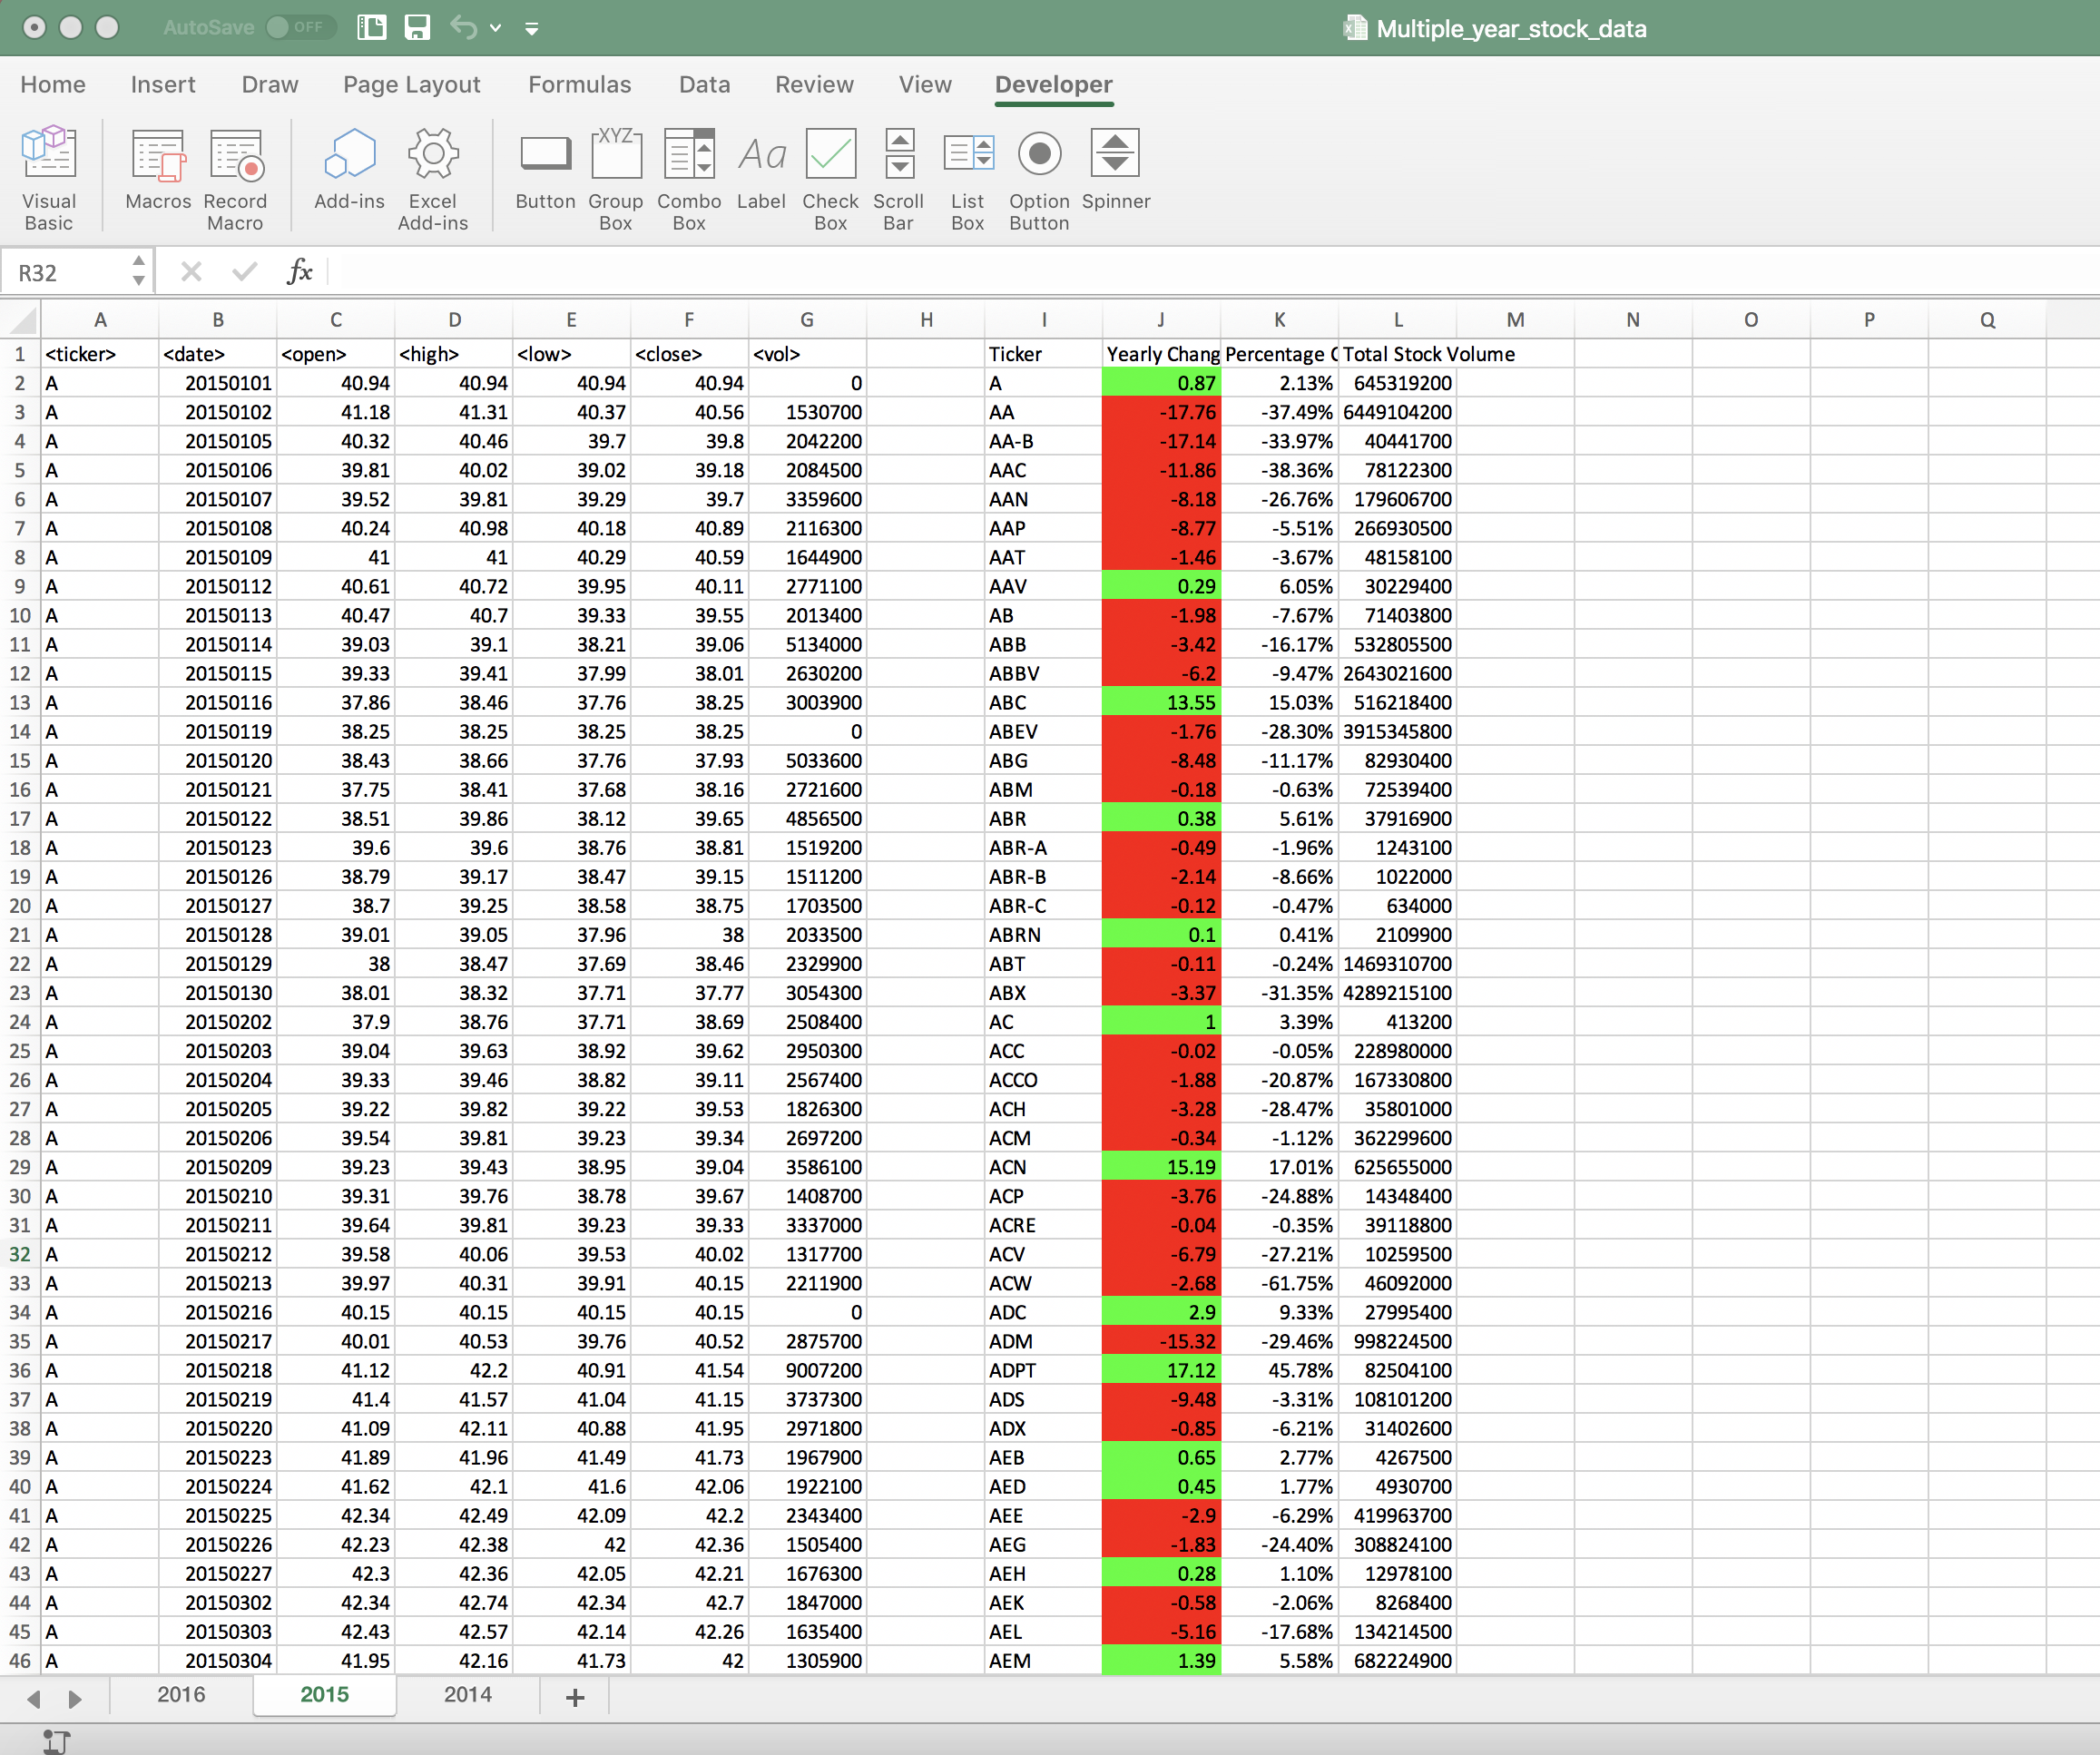 AutoSave OFF Multiple_year_stock_data
Home Insert Draw Page Layout Formulas Data Review View Developer
Visual Basic Macros Record Macro Add-ins Excel Add-ins Button Group Box Combo Box Label Check Box Scroll Bar List Box Option Button Spinner
XYZ Aa
R32 fx
A B C D E F G H I J K L M N O P Q
1 <ticker> <date> <open> <high> <low> <close> <vol> Ticker Yearly Chang Percentage C Total Stock Volume
2 A 20150101 40.94 40.94 40.94 40.94 0 A 0.87 2.13% 645319200
3 A 20150102 41.18 41.31 40.37 40.56 1530700 AA -17.76 -37.49% 6449104200
4 A 20150105 40.32 40.46 39.7 39.8 2042200 AA-B -17.14 -33.97% 40441700
5 A 20150106 39.81 40.02 39.02 39.18 2084500 AAC -11.86 -38.36% 78122300
6 A 20150107 39.52 39.81 39.29 39.7 3359600 AAN -8.18 -26.76% 179606700
7 A 20150108 40.24 40.98 40.18 40.89 2116300 AAP -8.77 -5.51% 266930500
8 A 20150109 41 41 40.29 40.59 1644900 AAT -1.46 -3.67% 48158100
9 A 20150112 40.61 40.72 39.95 40.11 2771100 AAV 0.29 6.05% 30229400
10 A 20150113 40.47 40.7 39.33 39.55 2013400 AB -1.98 -7.67% 71403800
11 A 20150114 39.03 39.1 38.21 39.06 5134000 ABB -3.42 -16.17% 532805500
12 A 20150115 39.33 39.41 37.99 38.01 2630200 ABBV -6.2 -9.47% 2643021600
13 A 20150116 37.86 38.46 37.76 38.25 3003900 ABC 13.55 15.03% 516218400
14 A 20150119 38.25 38.25 38.25 38.25 0 ABEV -1.76 -28.30% 3915345800
15 A 20150120 38.43 38.66 37.76 37.93 5033600 ABG -8.48 -11.17% 82930400
16 A 20150121 37.75 38.41 37.68 38.16 2721600 ABM -0.18 -0.63% 72539400
17 A 20150122 38.51 39.86 38.12 39.65 4856500 ABR 0.38 5.61% 37916900
18 A 20150123 39.6 39.6 38.76 38.81 1519200 ABR-A -0.49 -1.96% 1243100
19 A 20150126 38.79 39.17 38.47 39.15 1511200 ABR-B -2.14 -8.66% 1022000
20 A 20150127 38.7 39.25 38.58 38.75 1703500 ABR-C -0.12 -0.47% 634000
21 A 20150128 39.01 39.05 37.96 38 2033500 ABRN 0.1 0.41% 2109900
22 A 20150129 38 38.47 37.69 38.46 2329900 ABT -0.11 -0.24% 1469310700
23 A 20150130 38.01 38.32 37.71 37.77 3054300 ABX -3.37 -31.35% 4289215100
24 A 20150202 37.9 38.76 37.71 38.69 2508400 AC 1 3.39% 413200
25 A 20150203 39.04 39.63 38.92 39.62 2950300 ACC -0.02 -0.05% 228980000
26 A 20150204 39.33 39.46 38.82 39.11 2567400 ACCO -1.88 -20.87% 167330800
27 A 20150205 39.22 39.82 39.22 39.53 1826300 ACH -3.28 -28.47% 35801000
28 A 20150206 39.54 39.81 39.23 39.34 2697200 ACM -0.34 -1.12% 362299600
29 A 20150209 39.23 39.43 38.95 39.04 3586100 ACN 15.19 17.01% 625655000
30 A 20150210 39.31 39.76 38.78 39.67 1408700 ACP -3.76 -24.88% 14348400
31 A 20150211 39.64 39.81 39.23 39.33 3337000 ACRE -0.04 -0.35% 39118800
32 A 20150212 39.58 40.06 39.53 40.02 1317700 ACV -6.79 -27.21% 10259500
33 A 20150213 39.97 40.31 39.91 40.15 2211900 ACW -2.68 -61.75% 46092000
34 A 20150216 40.15 40.15 40.15 40.15 0 ADC 2.9 9.33% 27995400
35 A 20150217 40.01 40.53 39.76 40.52 2875700 ADM -15.32 -29.46% 998224500
36 A 20150218 41.12 42.2 40.91 41.54 9007200 ADPT 17.12 45.78% 82504100
37 A 20150219 41.4 41.57 41.04 41.15 3737300 ADS -9.48 -3.31% 108101200
38 A 20150220 41.09 42.11 40.88 41.95 2971800 ADX -0.85 -6.21% 31402600
39 A 20150223 41.89 41.96 41.49 41.73 1967900 AEB 0.65 2.77% 4267500
40 A 20150224 41.62 42.1 41.6 42.06 1922100 AED 0.45 1.77% 4930700
41 A 20150225 42.34 42.49 42.09 42.2 2343400 AEE -2.9 -6.29% 419963700
42 A 20150226 42.23 42.38 42 42.36 1505400 AEG -1.83 -24.40% 308824100
43 A 20150227 42.3 42.36 42.05 42.21 1676300 AEH 0.28 1.10% 12978100
44 A 20150302 42.34 42.74 42.34 42.7 1847000 AEK -0.58 -2.06% 8268400
45 A 20150303 42.43 42.57 42.14 42.26 1635400 AEL -5.16 -17.68% 134214500
46 A 20150304 41.95 42.16 41.73 42 1305900 AEM 1.39 5.58% 682224900
2016 2015 2014 +